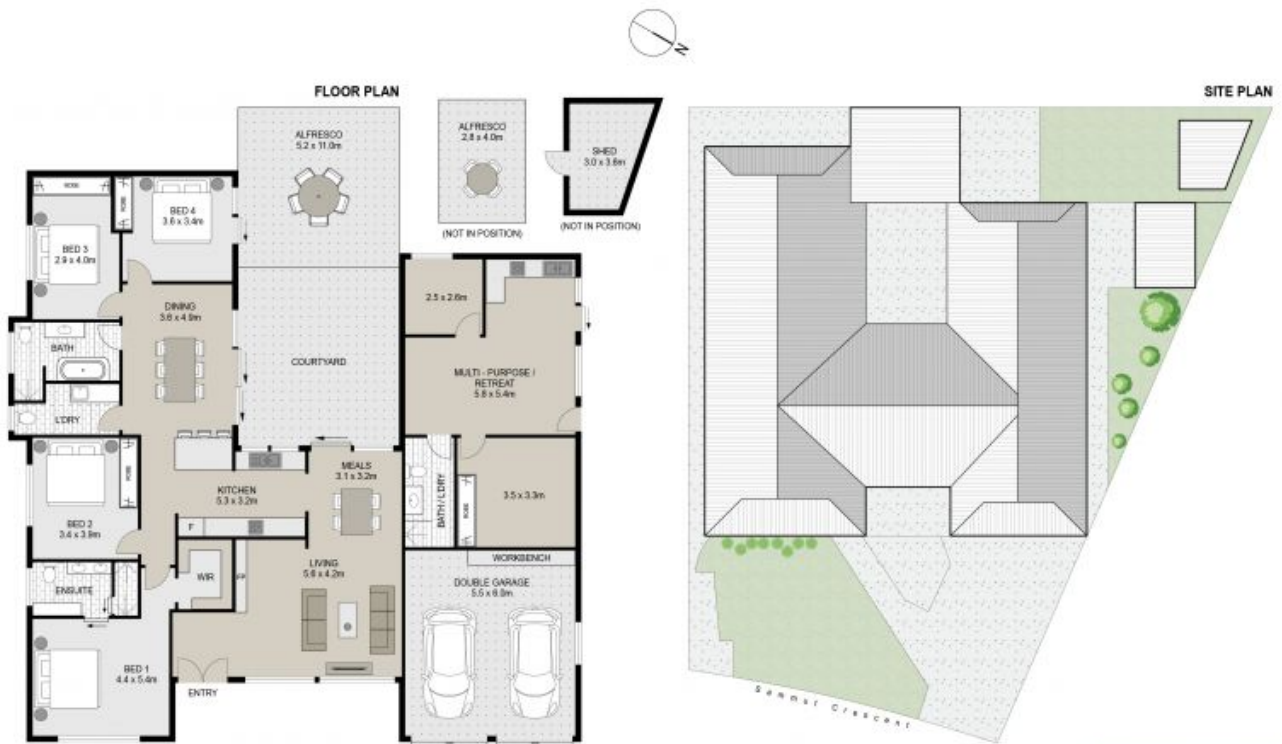 N
FLOOR PLAN
SITE PLAN
ALFRESCO
5.2 x 11.0m
ALFRESCO
2.8 x 4.0m
(NOT IN POSITION)
SHED
3.0 x 3.6m
(NOT IN POSITION)
ROBE
ROBE
BED 4
3.6 x 3.4m
BED 3
2.9 x 4.0m
DINING
3.6 x 4.9m
2.5 x 2.6m
BATH
COURTYARD
MULTI - PURPOSE /
RETREAT
5.6 x 5.4m
L'DRY
ROBE
BED 2
3.4 x 3.9m
KITCHEN
5.3 x 3.2m
MEALS
3.1 x 3.2m
BATH / L'DRY
ROBE
3.5 x 3.3m
F
WORKBENCH
ENSUITE
WIR
FP
LIVING
5.6 x 4.2m
DOUBLE GARAGE
5.5 x 6.0m
BED 1
4.4 x 5.4m
ENTRY
Crescent